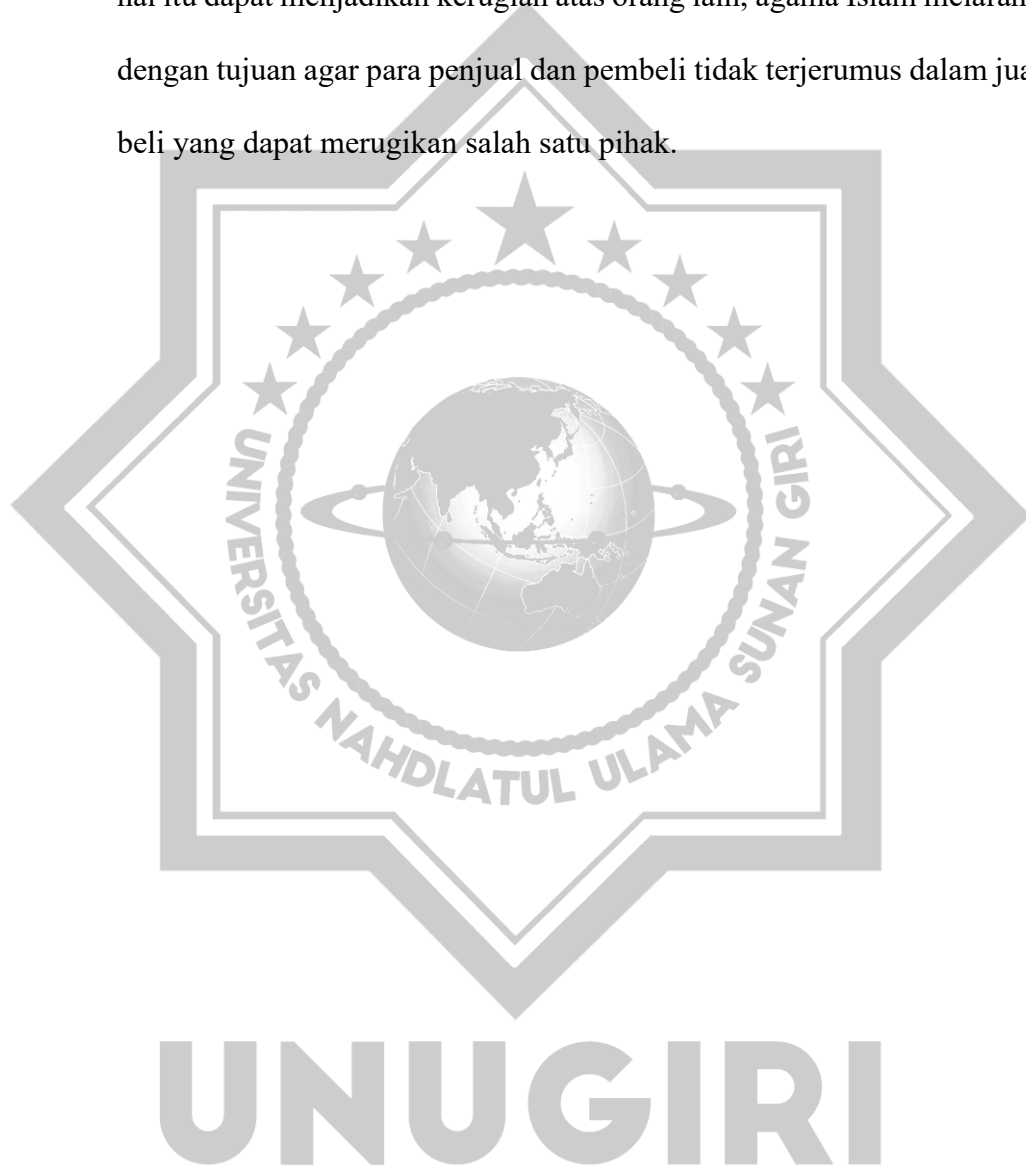 hal itu dapat menjadikan kerugian atas orang lain, agama Islam melaran
dengan tujuan agar para penjual dan pembeli tidak terjerumus dalam jua
beli yang dapat merugikan salah satu pihak.
UNIVERSITAS NAHDLATUL ULAMA SUNAN GIRI
UNUGIRI